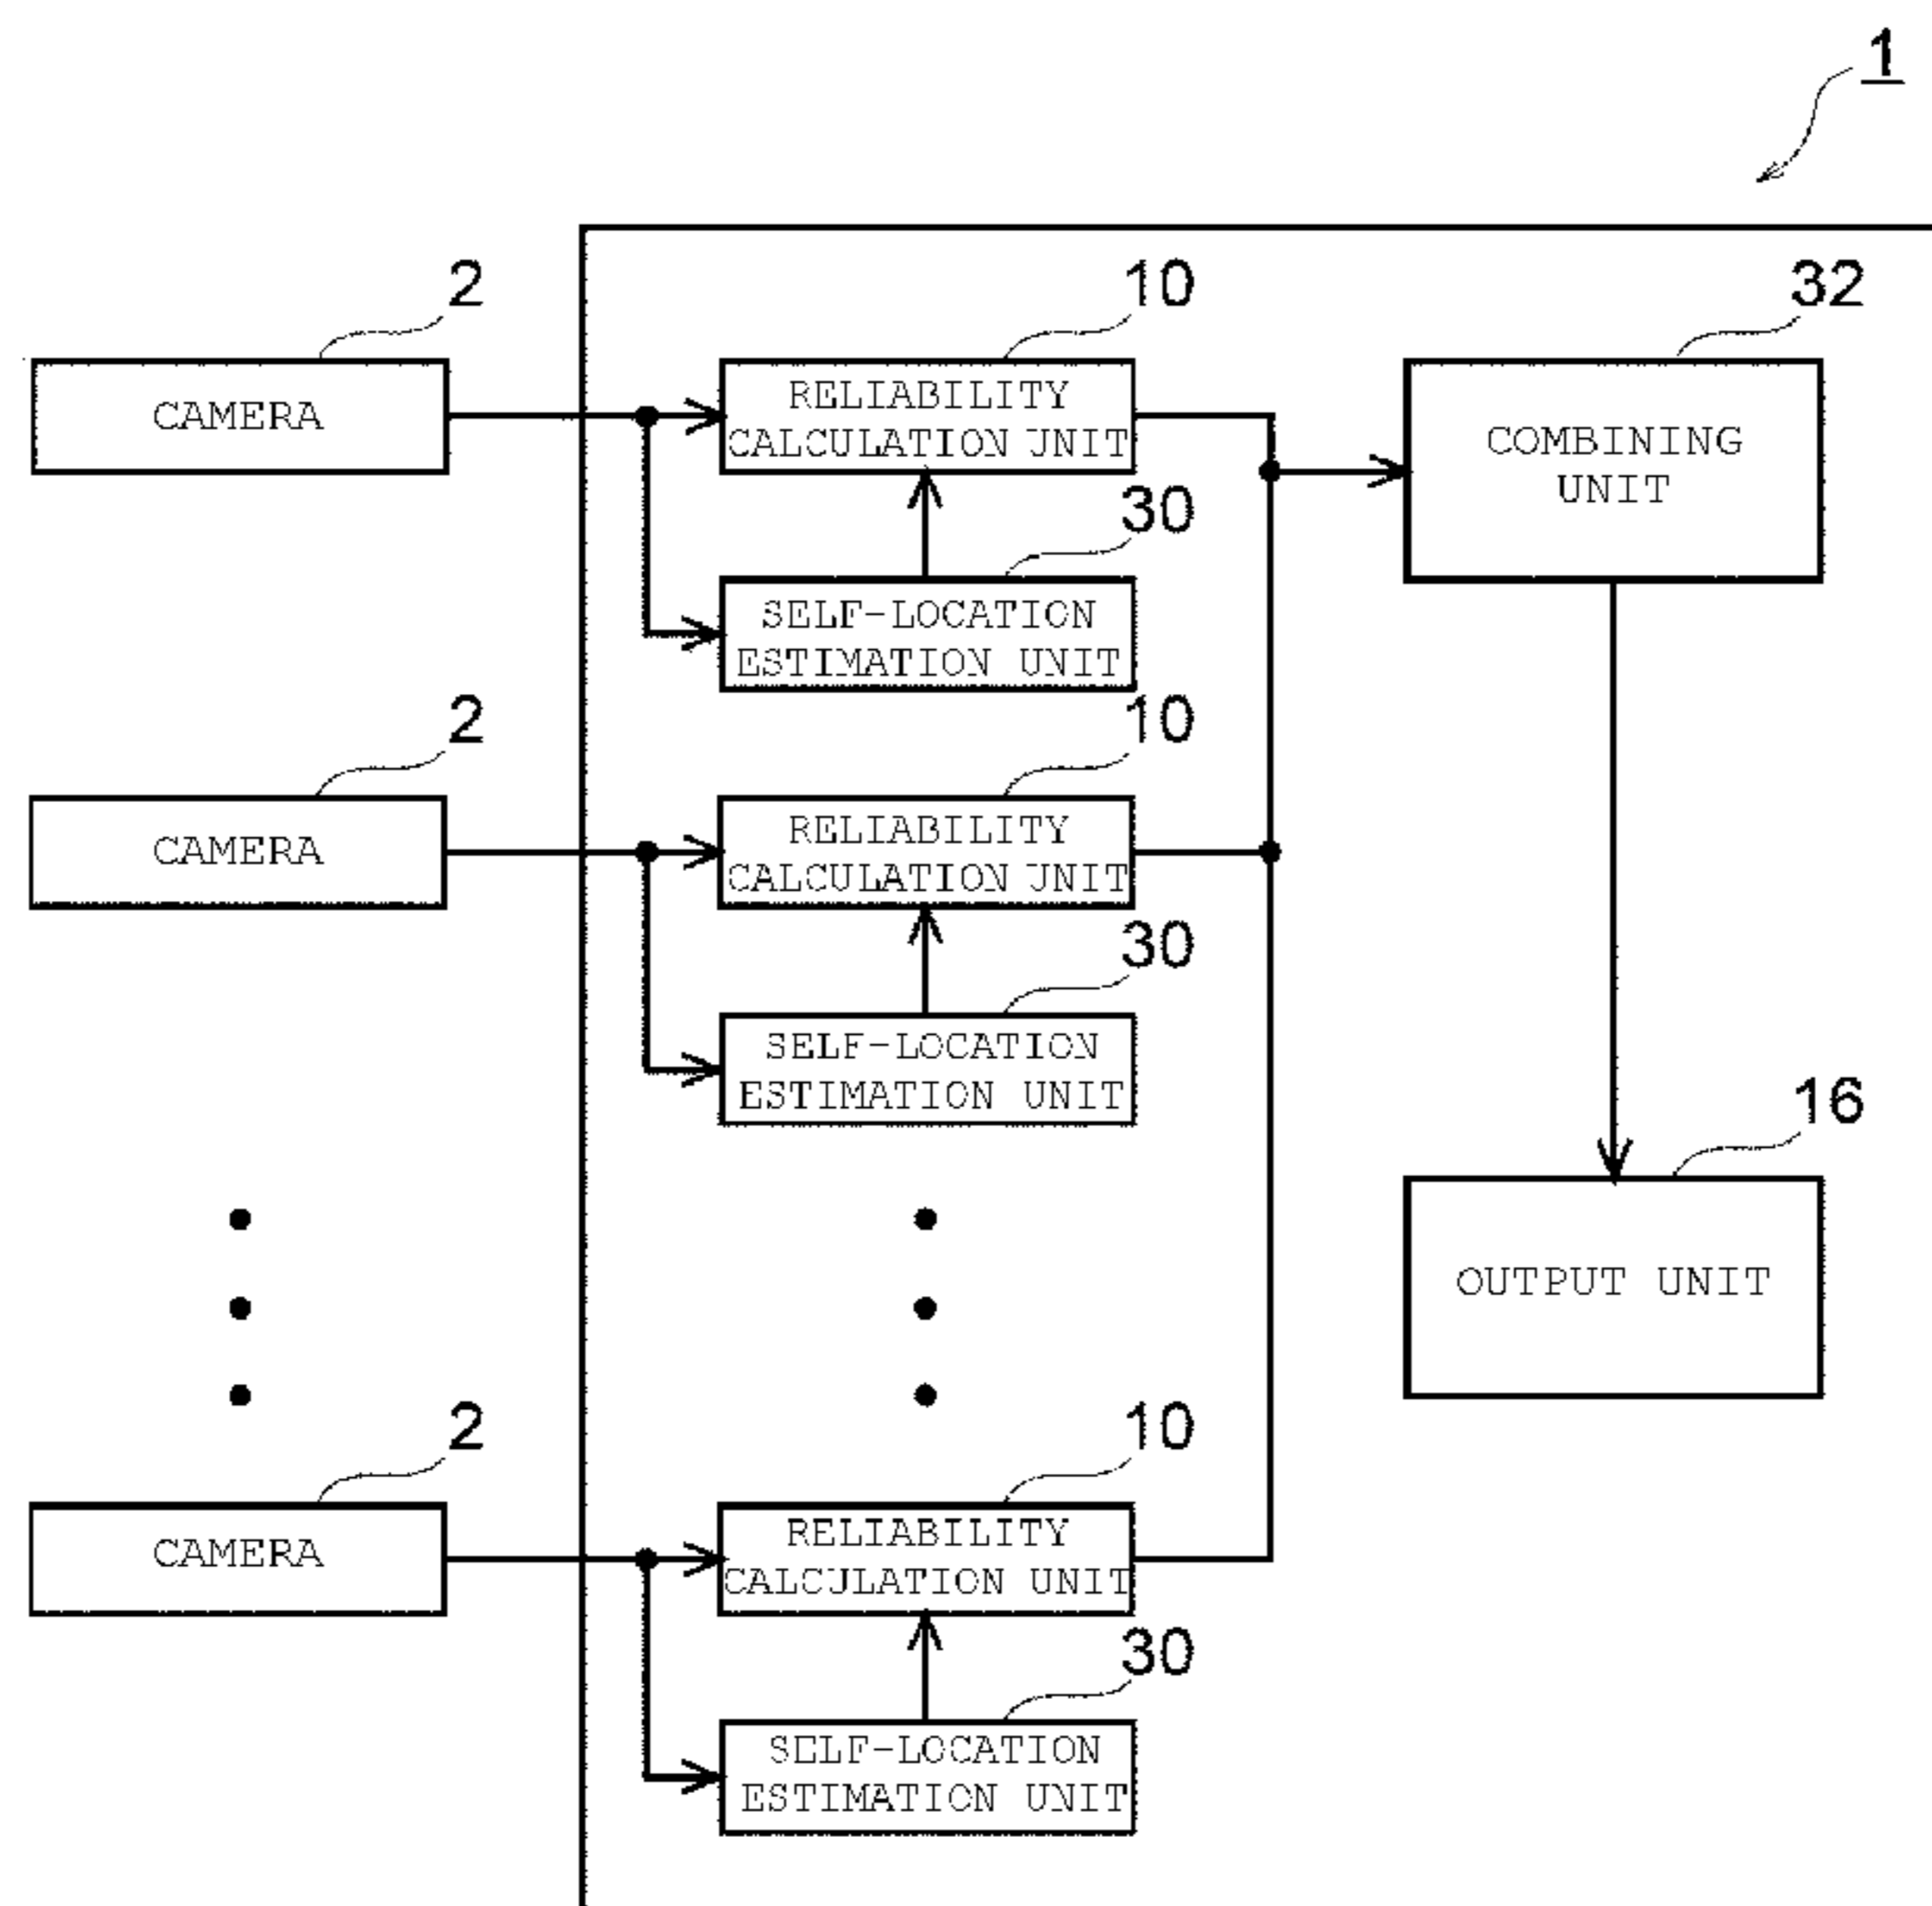 1
2
10
32
CAMERA
RELIABILITY
CALCULATION UNIT
COMBINING
UNIT
30
SELF-LOCATION
ESTIMATION UNIT
2
10
CAMERA
RELIABILITY
CALCULATION UNIT
30
SELF-LOCATION
ESTIMATION UNIT
16
OUTPUT UNIT
2
10
CAMERA
RELIABILITY
CALCULATION UNIT
30
SELF-LOCATION
ESTIMATION UNIT